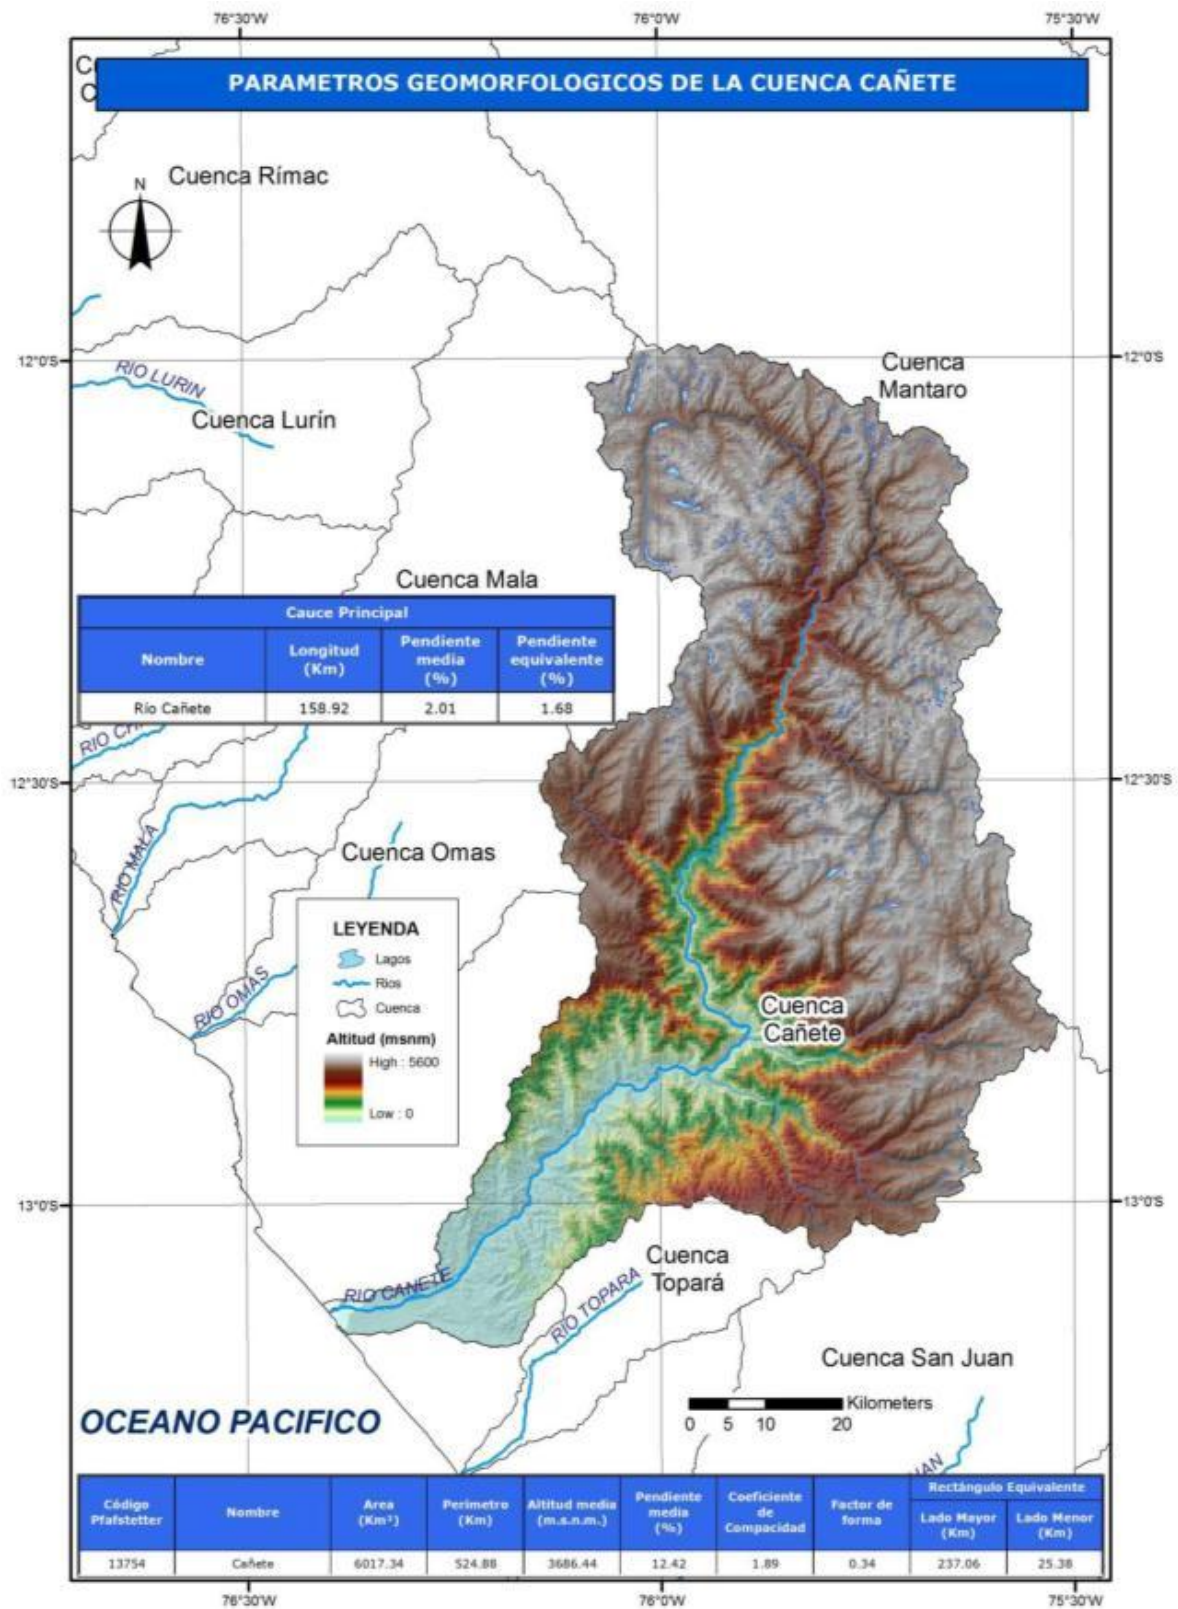 76°30'W 76°0'W 75°30'W
PARAMETROS GEOMORFOLOGICOS DE LA CUENCA CAÑETE
Cuenca Rímac
N
12°0'S 12°0'S
Cuenca
Mantaro
RIO LURIN
Cuenca Lurín
Cuenca Mala
Cauce Principal
Nombre Longitud (Km) Pendiente media (%) Pendiente equivalente (%)
Río Cañete 158.92 2.01 1.68
12°30'S 12°30'S
RIO MALA
Cuenca Omas
RIO OMAS
LEYENDA
Lagos
Rios
Cuenca
Altitud (msnm)
High : 5600
Low : 0
Cuenca
Cañete
13°0'S 13°0'S
RIO CAÑETE
Cuenca
Topará
RIO TOPARA
Cuenca San Juan
Kilometers
0 5 10 20
OCEANO PACIFICO
Código Pfafstetter Nombre Area (Km²) Perimetro (Km) Altitud media (m.s.n.m.) Pendiente media (%) Coeficiente de Compacidad Factor de forma Rectángulo Equivalente Lado Mayor (Km) Lado Menor (Km)
13754 Cañete 6017.34 524.88 3686.44 12.42 1.89 0.34 237.06 25.38
76°30'W 76°0'W 75°30'W